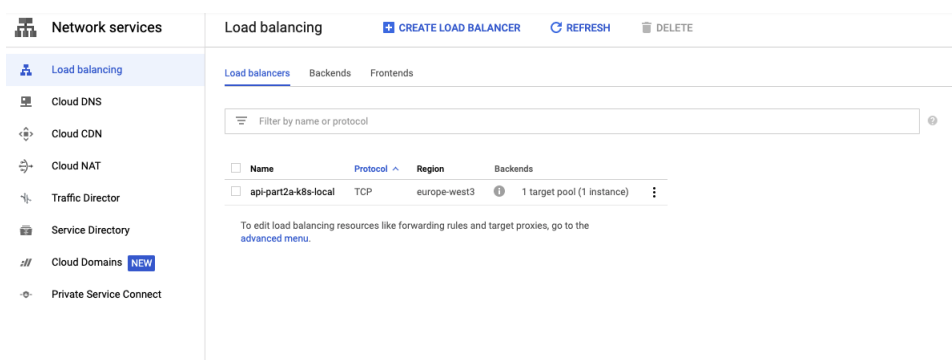 Network services
Load balancing
Cloud DNS
Cloud CDN
Cloud NAT
Traffic Director
Service Directory
Cloud Domains NEW
Private Service Connect
Load balancing CREATE LOAD BALANCER REFRESH DELETE
Load balancers Backends Frontends
Filter by name or protocol
Name Protocol Region Backends
api-part2a-k8s-local TCP europe-west3 1 target pool (1 instance)
To edit load balancing resources like forwarding rules and target proxies, go to the
advanced menu.